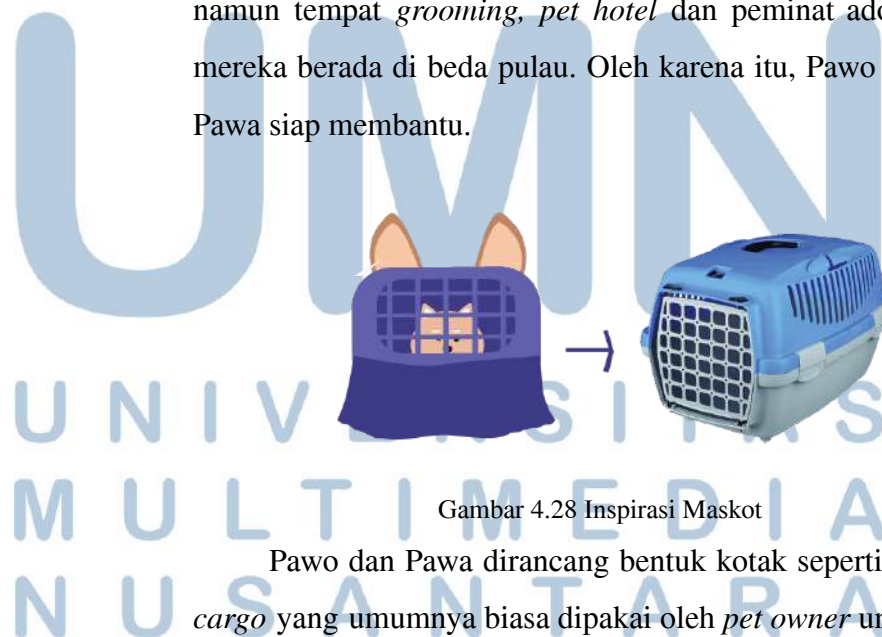 namun tempat grooming, pet hotel dan peminat
mereka berada di beda pulau. Oleh karena itu, Pawo
Pawa siap membantu.
UMN
UNIVERSITAS
MULTIMEDIA
NUSANTARA
Gambar 4.28 Inspirasi Maskot
Pawo dan Pawa dirancang bentuk kotak seperti
cargo yang umumnya biasa dipakai oleh pet owner